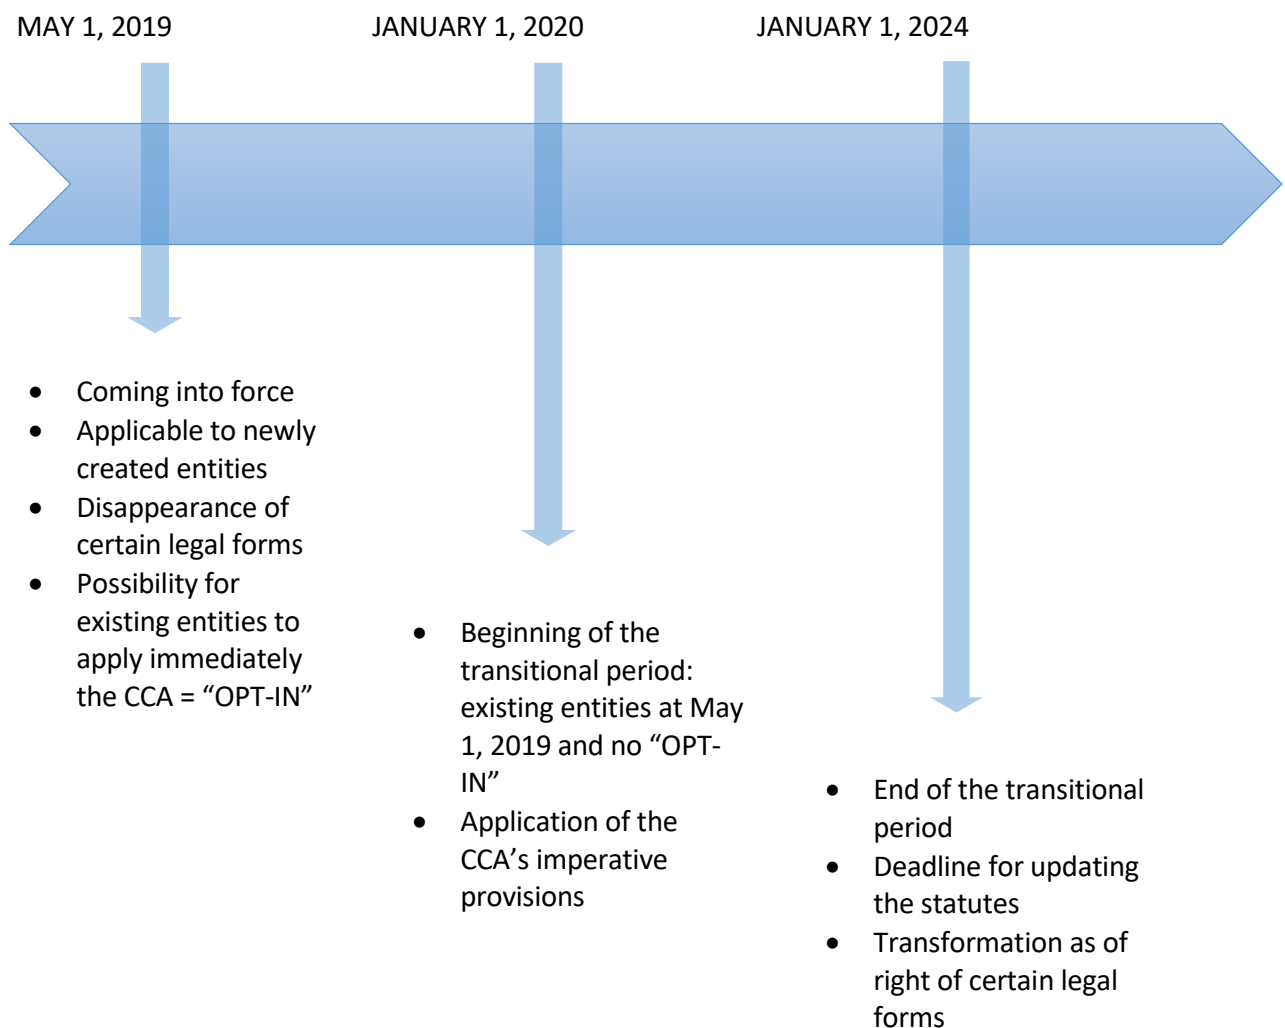 MAY 1, 2019
JANUARY 1, 2020
JANUARY 1, 2024
• Coming into force
• Applicable to newly
created entities
• Disappearance of
certain legal forms
• Possibility for
existing entities to
apply immediately
the CCA = “OPT-IN”
• Beginning of the
transitional period:
existing entities at May
1, 2019 and no “OPT-
IN”
• Application of the
CCA’s imperative
provisions
• End of the transitional
period
• Deadline for updating
the statutes
• Transformation as of
right of certain legal
forms